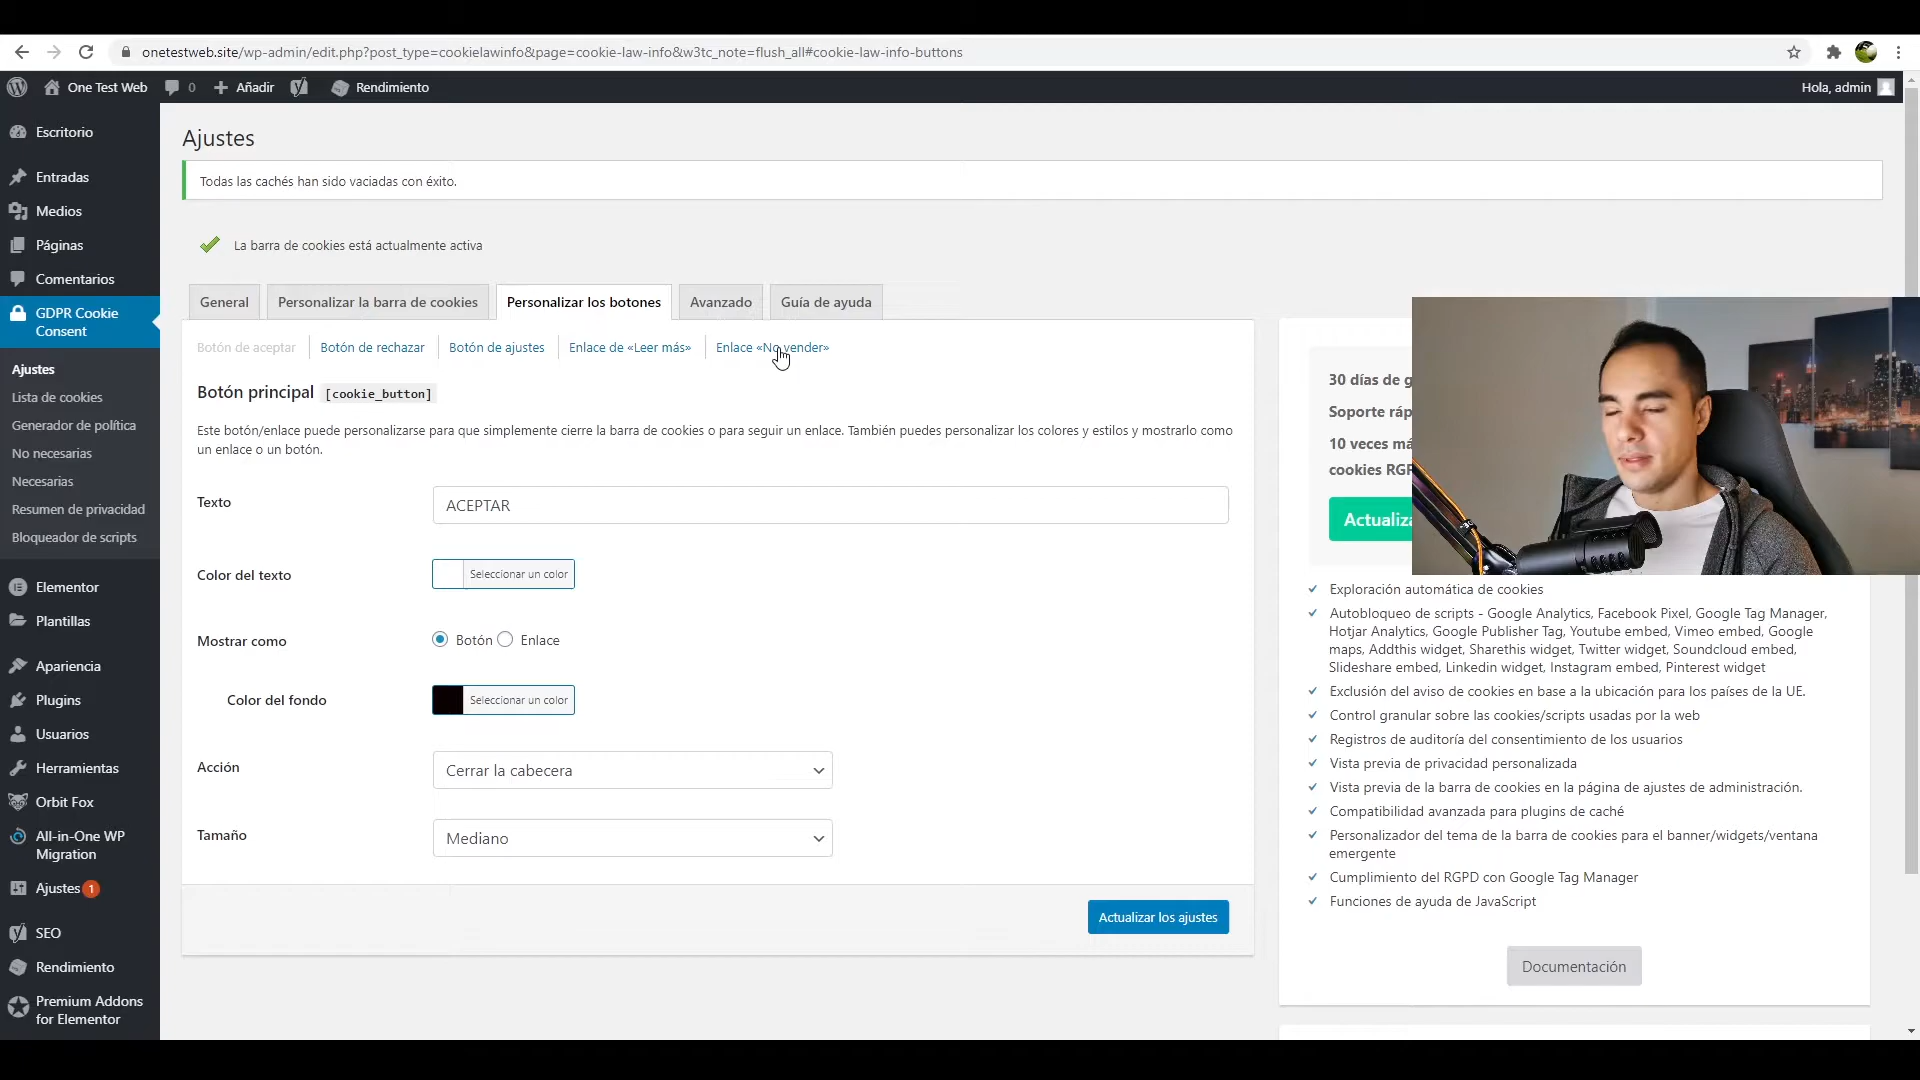 onetestweb.site/wp-admin/edit.php?post_type=cookielawinfo&page=cookie-law-info&w3tc_note=flush_all#cookie-law-info-buttons
One Test Web
0
Añadir
Rendimiento
Hola, admin
Escritorio
Entradas
Medios
Páginas
Comentarios
GDPR Cookie
Consent
Ajustes
Lista de cookies
Generador de política
No necesarias
Necesarias
Resumen de privacidad
Bloqueador de scripts
Elementor
Plantillas
Apariencia
Plugins
Usuarios
Herramientas
Orbit Fox
All-in-One WP
Migration
Ajustes 1
SEO
Rendimiento
Premium Addons
for Elementor
Ajustes
Todas las cachés han sido vaciadas con éxito.
La barra de cookies está actualmente activa
General
Personalizar la barra de cookies
Personalizar los botones
Avanzado
Guía de ayuda
Botón de aceptar
Botón de rechazar
Botón de ajustes
Enlace de «Leer más»
Enlace «No vender»
Botón principal [cookie_button]
Este botón/enlace puede personalizarse para que simplemente cierre la barra de cookies o para seguir un enlace. También puedes personalizar los colores y estilos y mostrarlo como
un enlace o un botón.
Texto
ACEPTAR
Color del texto
Seleccionar un color
Mostrar como
Botón
Enlace
Color del fondo
Seleccionar un color
Acción
Cerrar la cabecera
Tamaño
Mediano
Actualizar los ajustes
30 días de g
Soporte ráp
10 veces má
cookies RGP
Actualiza
Exploración automática de cookies
Autobloqueo de scripts - Google Analytics, Facebook Pixel, Google Tag Manager,
Hotjar Analytics, Google Publisher Tag, Youtube embed, Vimeo embed, Google
maps, Addthis widget, Sharethis widget, Twitter widget, Soundcloud embed,
Slideshare embed, Linkedin widget, Instagram embed, Pinterest widget
Exclusión del aviso de cookies en base a la ubicación para los países de la UE.
Control granular sobre las cookies/scripts usadas por la web
Registros de auditoría del consentimiento de los usuarios
Vista previa de privacidad personalizada
Vista previa de la barra de cookies en la página de ajustes de administración.
Compatibilidad avanzada para plugins de caché
Personalizador del tema de la barra de cookies para el banner/widgets/ventana
emergente
Cumplimiento del RGPD con Google Tag Manager
Funciones de ayuda de JavaScript
Documentación